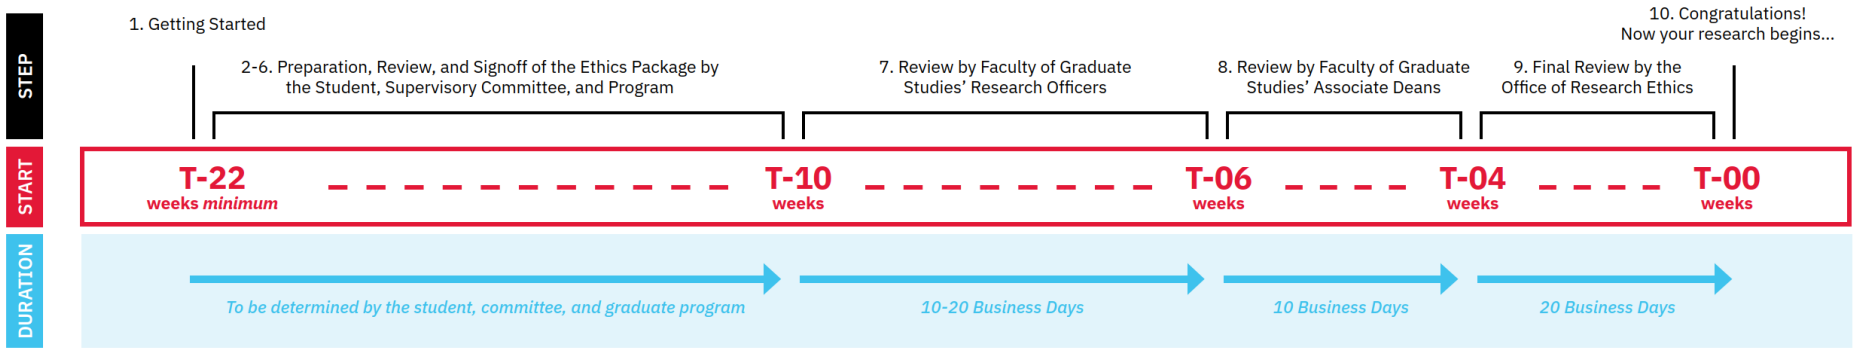 STEP
1. Getting Started
2-6. Preparation, Review, and Signoff of the Ethics Package by
the Student, Supervisory Committee, and Program
7. Review by Faculty of Graduate
Studies’ Research Officers
8. Review by Faculty of Graduate
Studies’ Associate Deans
9. Final Review by the
Office of Research Ethics
10. Congratulations!
Now your research begins...
START
T-22
weeks minimum
T-10
weeks
T-06
weeks
T-04
weeks
T-00
weeks
DURATION
To be determined by the student, committee, and graduate program
10-20 Business Days
10 Business Days
20 Business Days